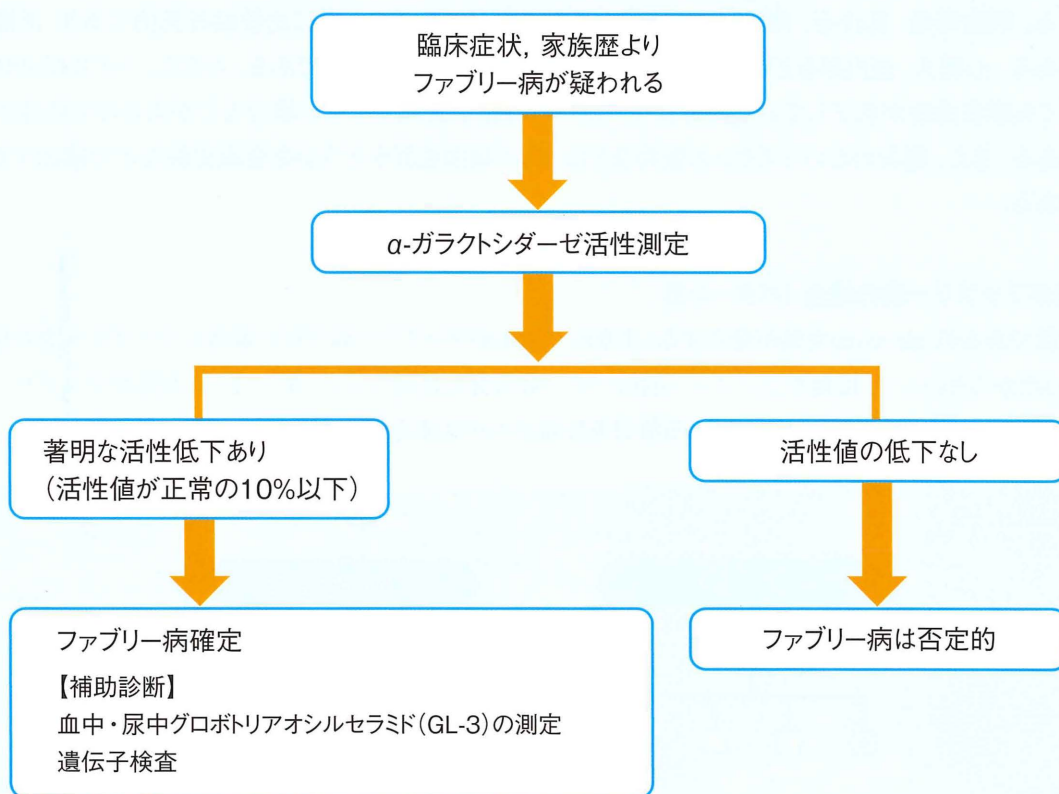 臨床症状，家族歴より
ファブリー病が疑われる
α-ガラクトシダーゼ活性測定
著明な活性低下あり
（活性値が正常の10%以下）
活性値の低下なし
ファブリー病確定
【補助診断】
血中・尿中グロボトリアオシルセラミド（GL-3）の測定
遺伝子検査
ファブリー病は否定的